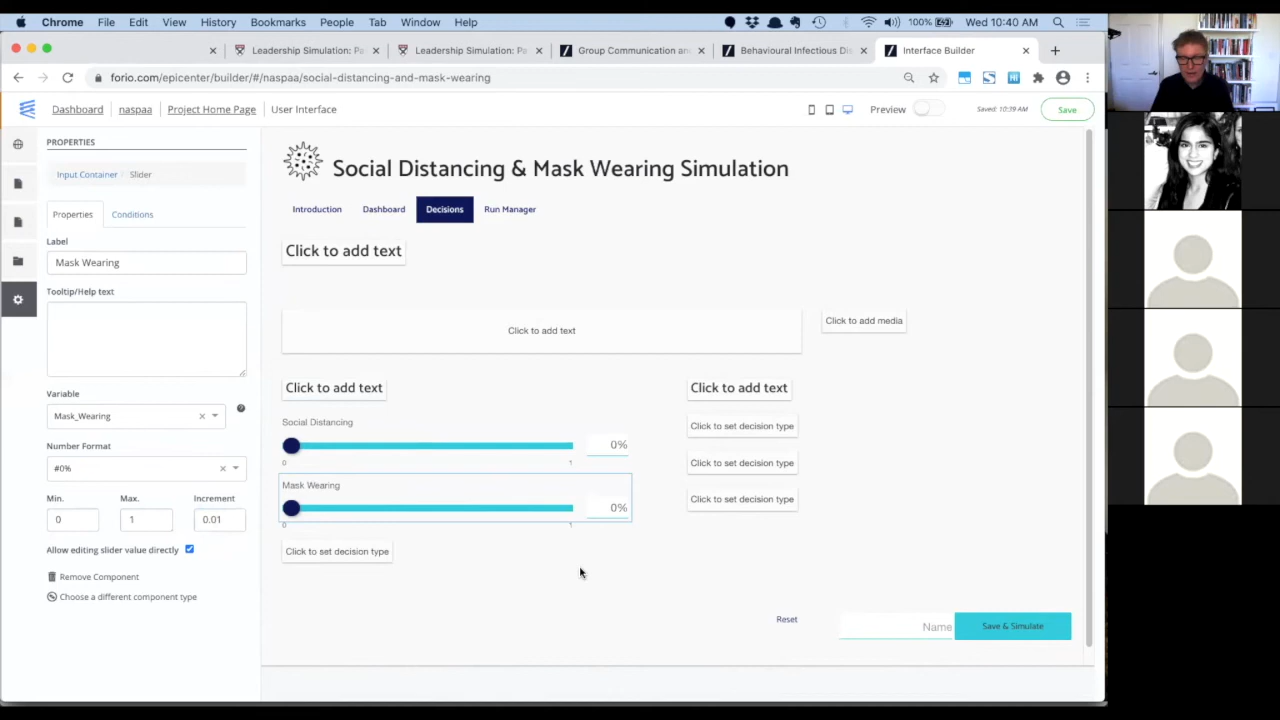 Chrome File Edit View History Bookmarks People Tab Window Help 100% Wed 10:40 AM
Leadership Simulation: Pa Leadership Simulation: Pa Group Communication an Behavioural Infectious Dis Interface Builder
forio.com/epicenter/builder/#/naspaa/social-distancing-and-mask-wearing
Dashboard naspaa Project Home Page User Interface Preview Saved: 10:39 AM Save
PROPERTIES
Input Container Slider
Properties Conditions
Label
Mask Wearing
Tooltip/Help text
Variable
Mask_Wearing
Number Format
#0%
Min. Max. Increment
0 1 0.01
Allow editing slider value directly
Remove Component
Choose a different component type
Social Distancing & Mask Wearing Simulation
Introduction Dashboard Decisions Run Manager
Click to add text
Click to add text Click to add media
Click to add text
Social Distancing
0%
0 1
Mask Wearing
0%
0 1
Click to set decision type
Click to add text
Click to set decision type
Click to set decision type
Click to set decision type
Reset Name Save & Simulate